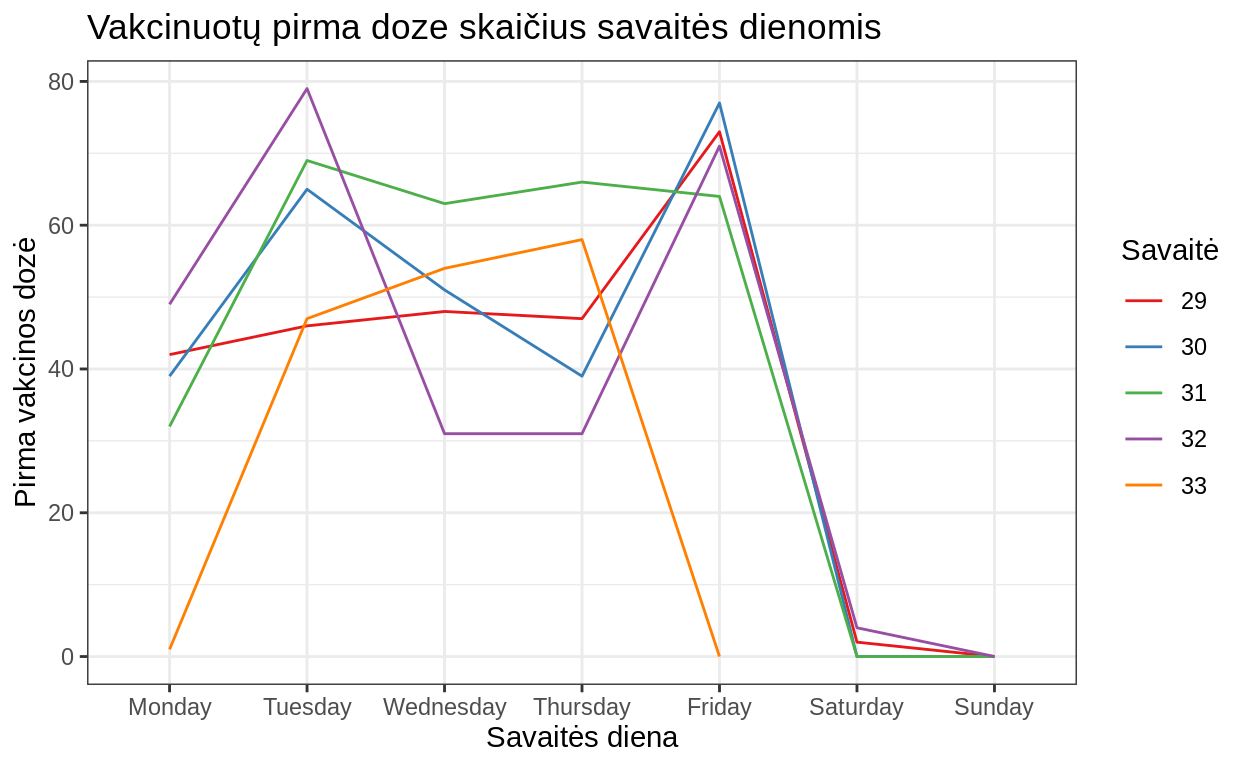 Vakcinuotų pirma doze skaičius savaitės dienomis
Pirma vakcinos dozė
80
60
40
20
0
Monday Tuesday Wednesday Thursday Friday Saturday Sunday
Savaitės diena
Savaitė
29
30
31
32
33